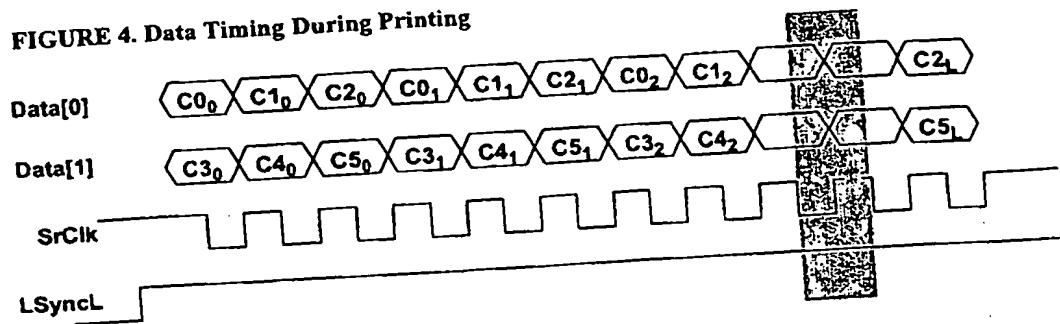 FIGURE 4. Data Timing During Printing
Data[0] C0₀ C1₀ C2₀ C0₁ C1₁ C2₁ C0₂ C1₂ C2L
Data[1] C3₀ C4₀ C5₀ C3₁ C4₁ C5₁ C3₂ C4₂ C5L
SrClk
LSyncL